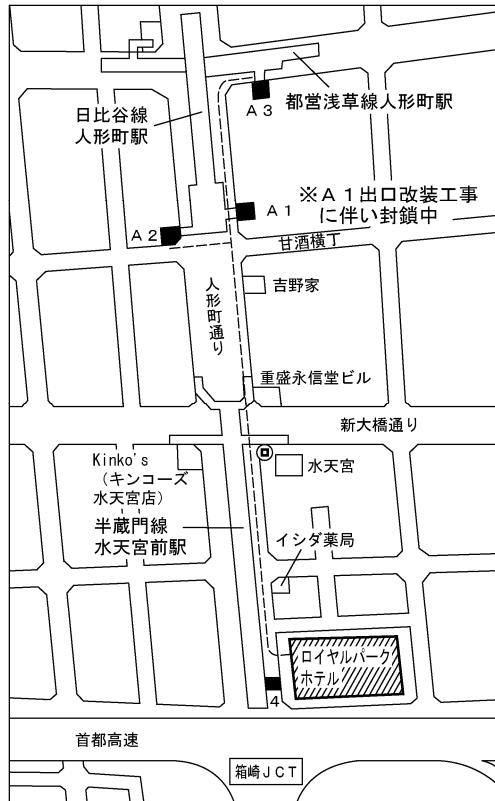 都営浅草線人形町駅
A3
日比谷線
人形町駅
※A1出口改装工事
に伴い封鎖中
A1
A2
甘酒横丁
吉野家
人形町通り
重盛永信堂ビル
新大橋通り
Kinko's
(キンコーズ
水天宮店)
水天宮
半蔵門線
水天宮前駅
イシダ薬局
ロイヤルパーク
ホテル
4
首都高速
箱崎JCT